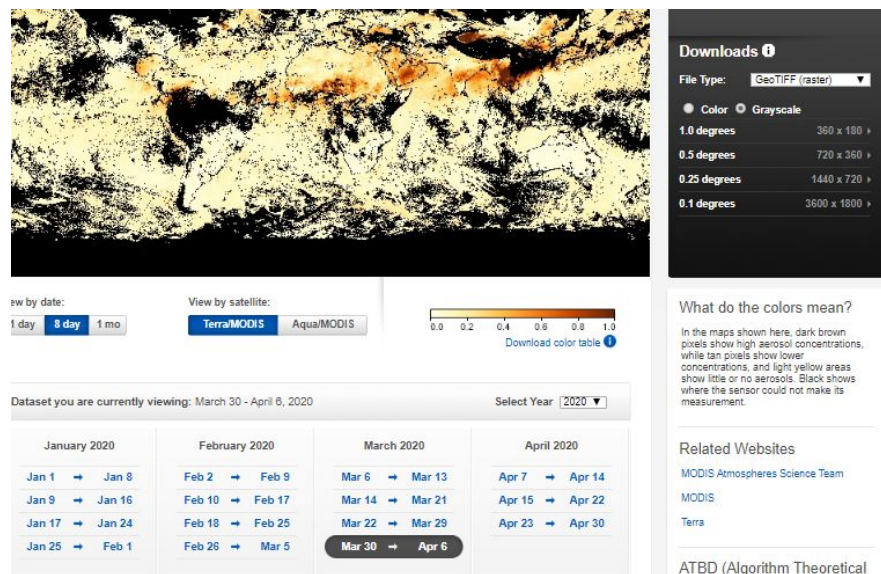 Downloads i
File Type: GeoTIFF (raster)
Color Grayscale
1.0 degrees 360 x 180
0.5 degrees 720 x 360
0.25 degrees 1440 x 720
0.1 degrees 3600 x 1800
ew by date:
1 day 8 day 1 mo
View by satellite:
Terra/MODIS Aqua/MODIS
0.0 0.2 0.4 0.6 0.8 1.0
Download color table i
Dataset you are currently viewing: March 30 - April 6, 2020
Select Year 2020
January 2020
Jan 1 → Jan 8
Jan 9 → Jan 16
Jan 17 → Jan 24
Jan 25 → Feb 1
February 2020
Feb 2 → Feb 9
Feb 10 → Feb 17
Feb 18 → Feb 25
Feb 26 → Mar 5
March 2020
Mar 6 → Mar 13
Mar 14 → Mar 21
Mar 22 → Mar 29
Mar 30 → Apr 6
April 2020
Apr 7 → Apr 14
Apr 15 → Apr 22
Apr 23 → Apr 30
What do the colors mean?
In the maps shown here, dark brown
pixels show high aerosol concentrations,
while tan pixels show lower
concentrations, and light yellow areas
show little or no aerosols. Black shows
where the sensor could not make its
measurement.
Related Websites
MODIS Atmospheres Science Team
MODIS
Terra
ATBD (Algorithm Theoretical